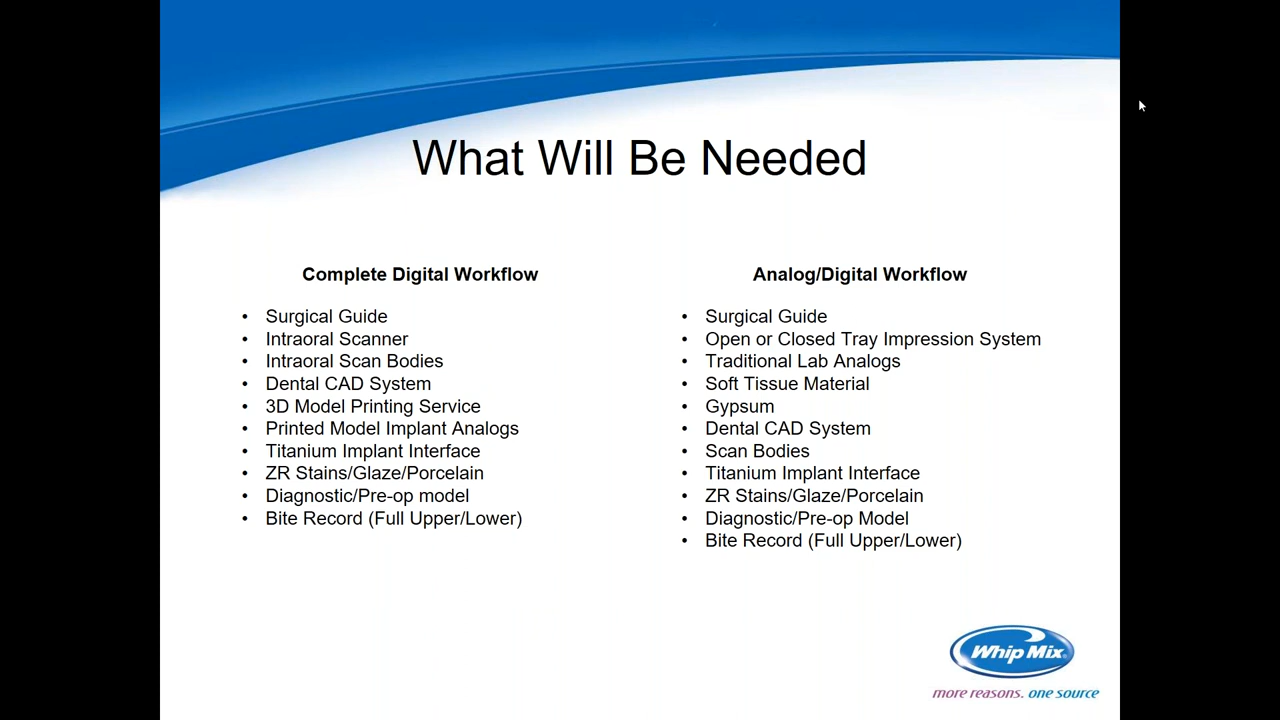 What Will Be Needed
Complete Digital Workflow
• Surgical Guide
• Intraoral Scanner
• Intraoral Scan Bodies
• Dental CAD System
• 3D Model Printing Service
• Printed Model Implant Analogs
• Titanium Implant Interface
• ZR Stains/Glaze/Porcelain
• Diagnostic/Pre-op model
• Bite Record (Full Upper/Lower)
Analog/Digital Workflow
• Surgical Guide
• Open or Closed Tray Impression System
• Traditional Lab Analogs
• Soft Tissue Material
• Gypsum
• Dental CAD System
• Scan Bodies
• Titanium Implant Interface
• ZR Stains/Glaze/Porcelain
• Diagnostic/Pre-op Model
• Bite Record (Full Upper/Lower)
Whip Mix®
more reasons. one source